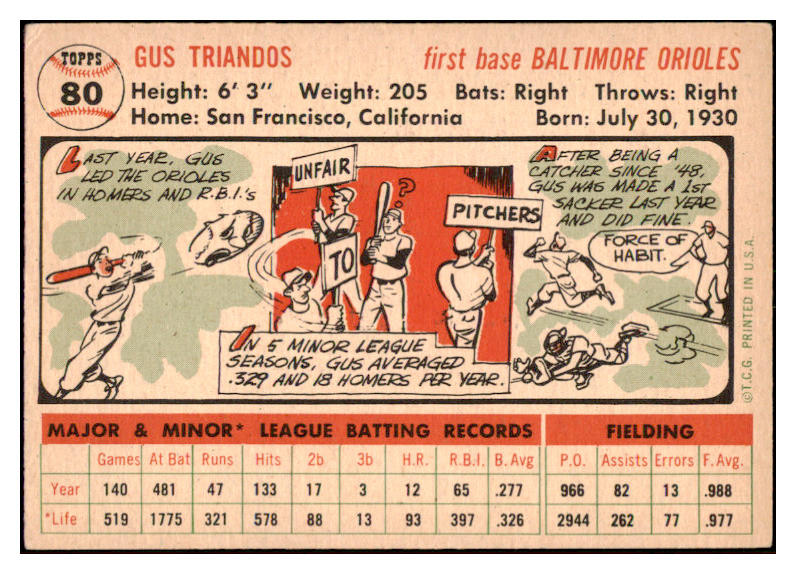 TOPPS
80
GUS TRIANDOS first base BALTIMORE ORIOLES
Height: 6' 3" Weight: 205 Bats: Right Throws: Right
Home: San Francisco, California Born: July 30, 1930
LAST YEAR, GUS
LED THE ORIOLES
IN HOMERS AND R.B.I.'s
UNFAIR
TO
PITCHERS
?
IN 5 MINOR LEAGUE
SEASONS, GUS AVERAGED
.329 AND 18 HOMERS PER YEAR.
AFTER BEING A
CATCHER SINCE '48,
GUS WAS MADE A 1ST
SACKER LAST YEAR
AND DID FINE.
FORCE OF
HABIT.
©T.C.G. PRINTED IN U.S.A.
MAJOR & MINOR* LEAGUE BATTING RECORDS FIELDING
Games At Bat Runs Hits 2b 3b H.R. R.B.I. B. Avg P.O. Assists Errors F. Avg.
Year 140 481 47 133 17 3 12 65 .277 966 82 13 .988
*Life 519 1775 321 578 88 13 93 397 .326 2944 262 77 .977